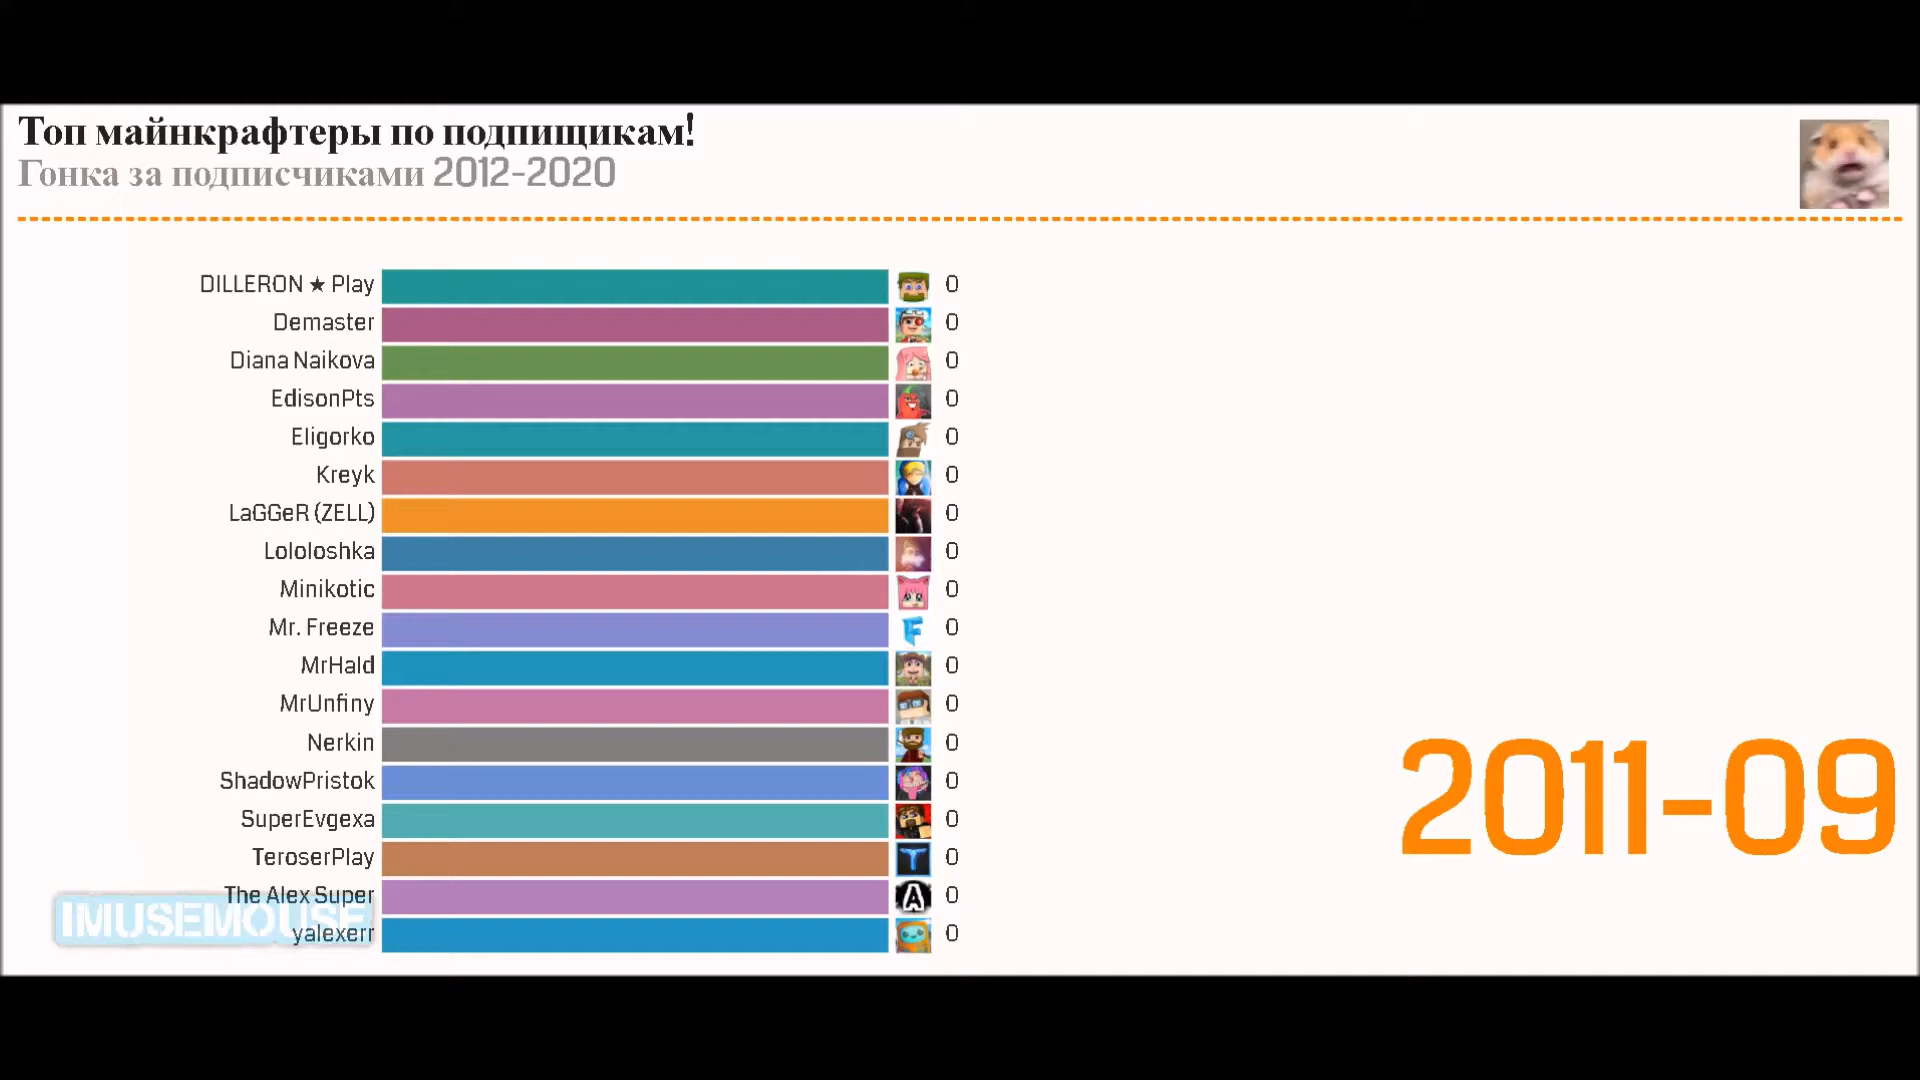 Топ майнкрафтеры по подпищикам!
Гонка за подписчиками 2012-2020
DILLERON ★ Play 0
Demaster 0
Diana Naikova 0
EdisonPts 0
Eligorko 0
Kreyk 0
LaGGeR (ZELL) 0
Lololoshka 0
Minikotic 0
Mr. Freeze F 0
MrHald 0
MrUnfiny 0
Nerkin 0
ShadowPristok 0
SuperEvgexa 0
TeroserPlay T 0
The Alex Super A 0
yalexerr 0
IMUSEMOUSE
2011-09